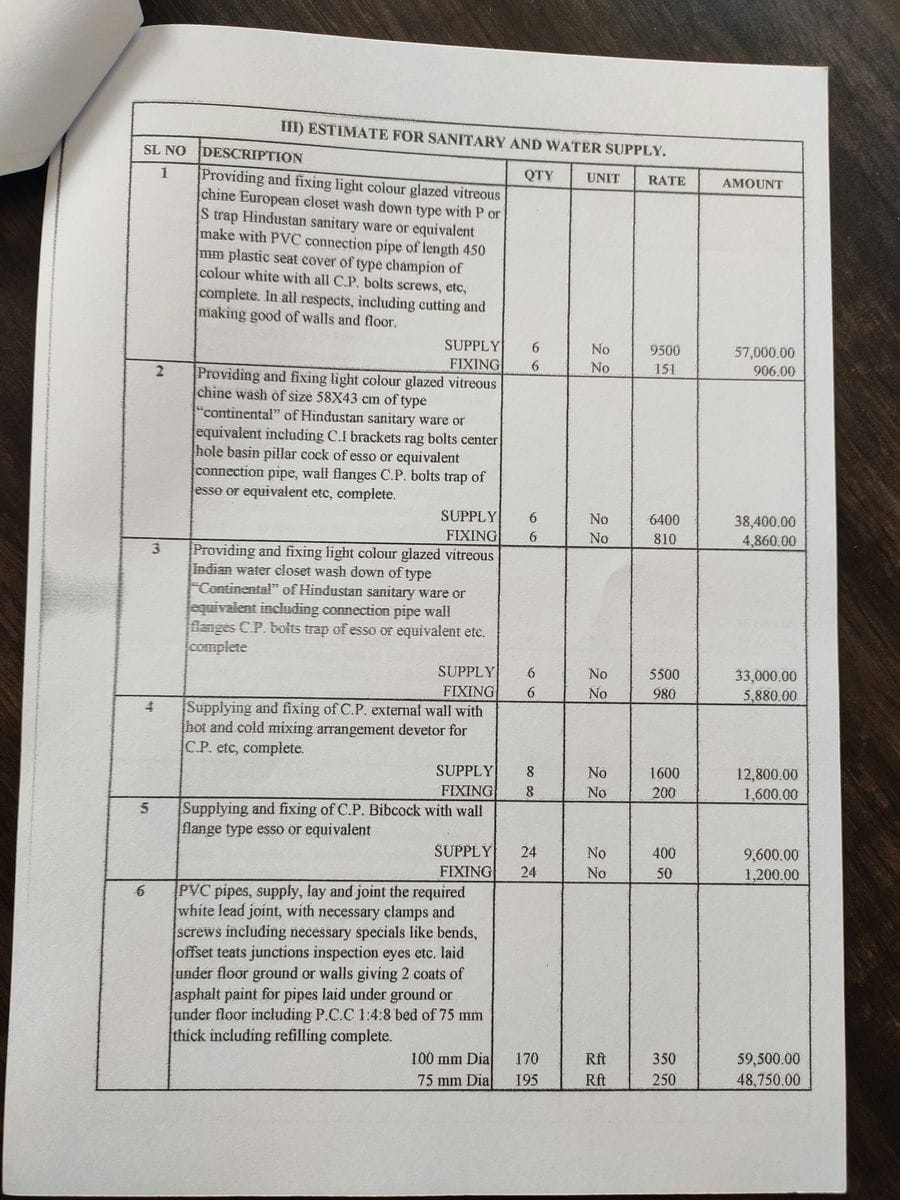 III) ESTIMATE FOR SANITARY AND WATER SUPPLY.
SL NO DESCRIPTION QTY UNIT RATE AMOUNT
1 Providing and fixing light colour glazed vitreous
chine European closet wash down type with P or
S trap Hindustan sanitary ware or equivalent
make with PVC connection pipe of length 450
mm plastic seat cover of type champion of
colour white with all C.P. bolts screws, etc,
complete. In all respects, including cutting and
making good of walls and floor.
SUPPLY 6 No 9500 57,000.00
FIXING 6 No 151 906.00
2 Providing and fixing light colour glazed vitreous
chine wash of size 58X43 cm of type
“continental” of Hindustan sanitary ware or
equivalent including C.I brackets rag bolts center
hole basin pillar cock of esso or equivalent
connection pipe, wall flanges C.P. bolts trap of
esso or equivalent etc, complete.
SUPPLY 6 No 6400 38,400.00
FIXING 6 No 810 4,860.00
3 Providing and fixing light colour glazed vitreous
Indian water closet wash down of type
“Continental” of Hindustan sanitary ware or
equivalent including connection pipe wall
flanges C.P. bolts trap of esso or equivalent etc.
complete
SUPPLY 6 No 5500 33,000.00
FIXING 6 No 980 5,880.00
4 Supplying and fixing of C.P. external wall with
hot and cold mixing arrangement devetor for
C.P. etc, complete.
SUPPLY 8 No 1600 12,800.00
FIXING 8 No 200 1,600.00
5 Supplying and fixing of C.P. Bibcock with wall
flange type esso or equivalent
SUPPLY 24 No 400 9,600.00
FIXING 24 No 50 1,200.00
6 PVC pipes, supply, lay and joint the required
white lead joint, with necessary clamps and
screws including necessary specials like bends,
offset teats junctions inspection eyes etc. laid
under floor ground or walls giving 2 coats of
asphalt paint for pipes laid under ground or
under floor including P.C.C 1:4:8 bed of 75 mm
thick including refilling complete.
100 mm Dia 170 Rft 350 59,500.00
75 mm Dia 195 Rft 250 48,750.00